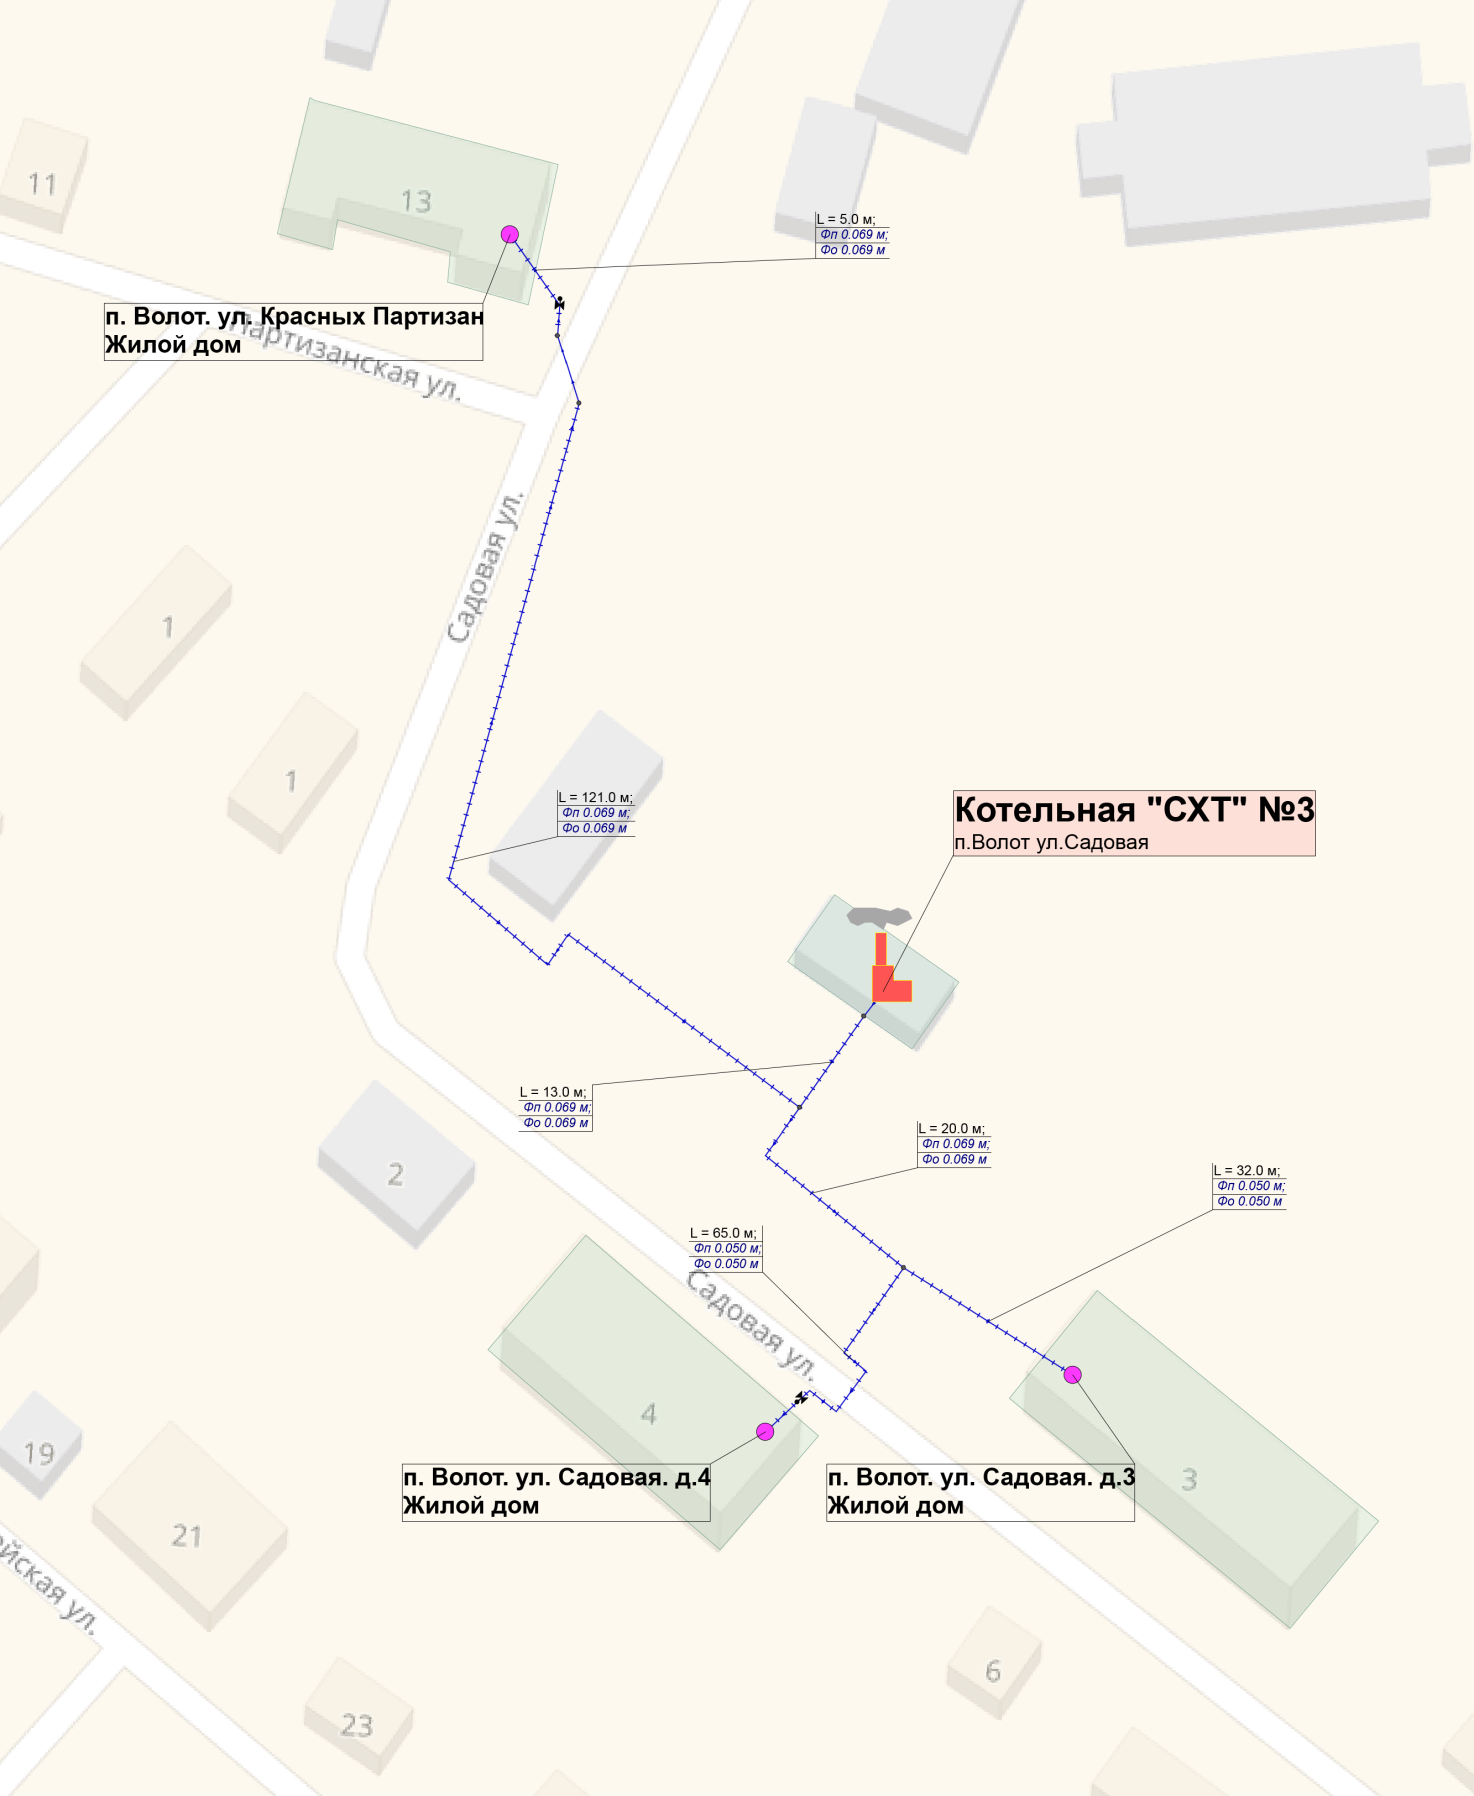 11
13
L = 5.0 м;
Фп 0.069 м;
Фо 0.069 м
п. Волот. ул. Красных Партизан
Жилой дом
Партизанская ул.
Садовая ул.
1
1
L = 121.0 м;
Фп 0.069 м;
Фо 0.069 м
Котельная "СХТ" №3
п.Волот ул.Садовая
L = 13.0 м;
Фп 0.069 м;
Фо 0.069 м
L = 20.0 м;
Фп 0.069 м;
Фо 0.069 м
2
L = 32.0 м;
Фп 0.050 м;
Фо 0.050 м
L = 65.0 м;
Фп 0.050 м;
Фо 0.050 м
Садовая ул.
4
19
п. Волот. ул. Садовая. д.4
Жилой дом
п. Волот. ул. Садовая. д.3
Жилой дом
3
21
ул.
6
23